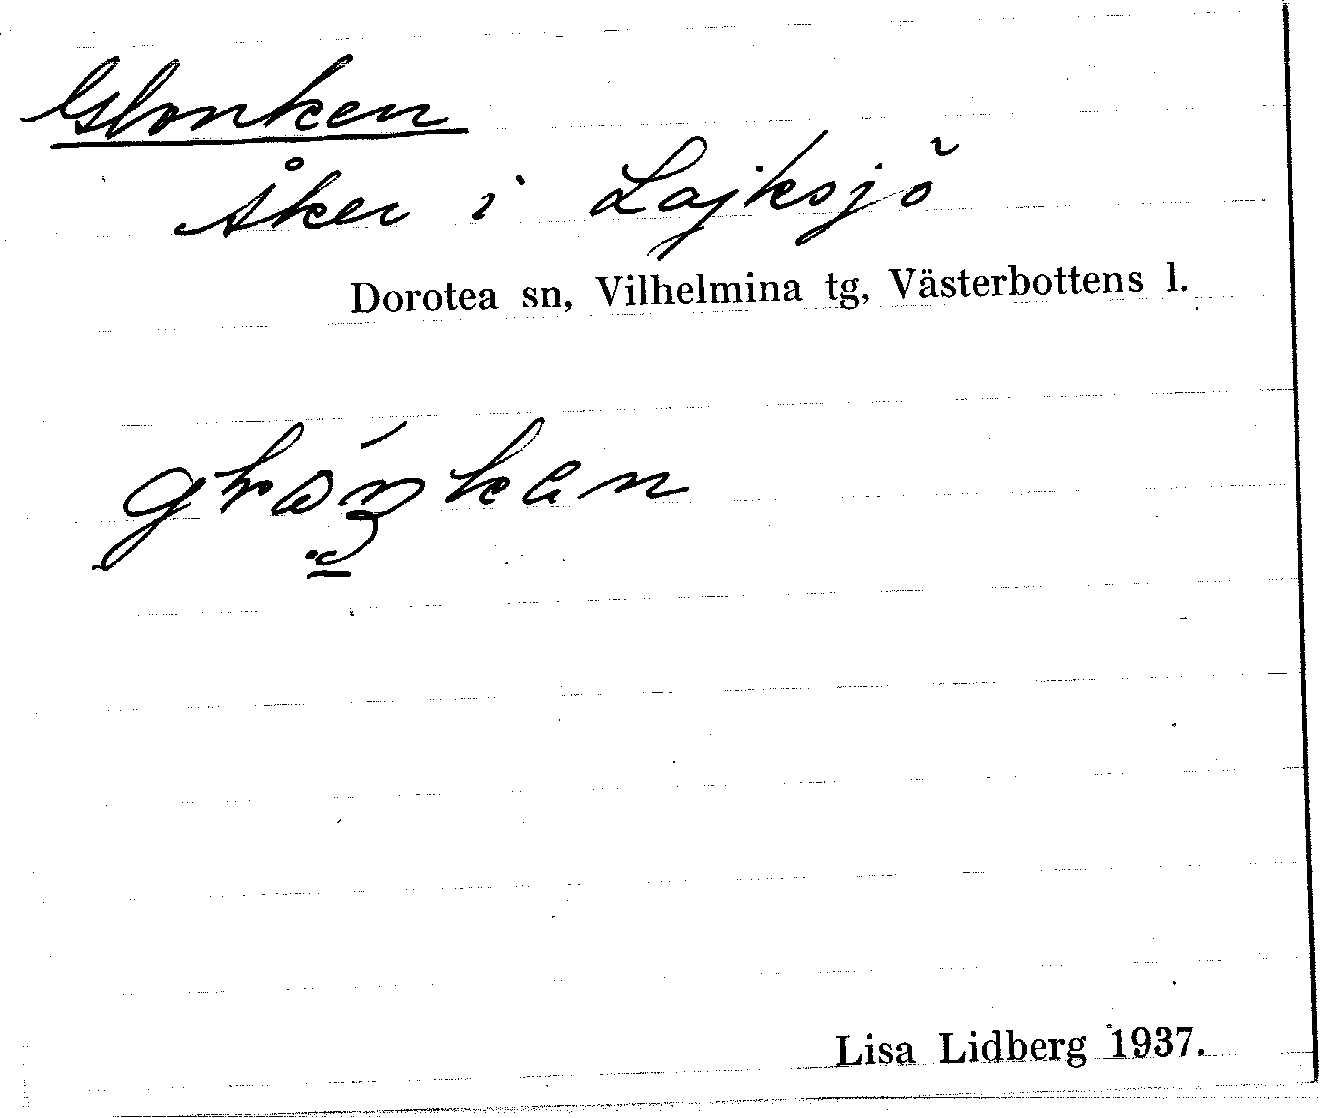 Glonken
Åker i Lajksjö
Dorotea sn, Vilhelmina tg, Västerbottens l.
Lisa Lidberg 1937.